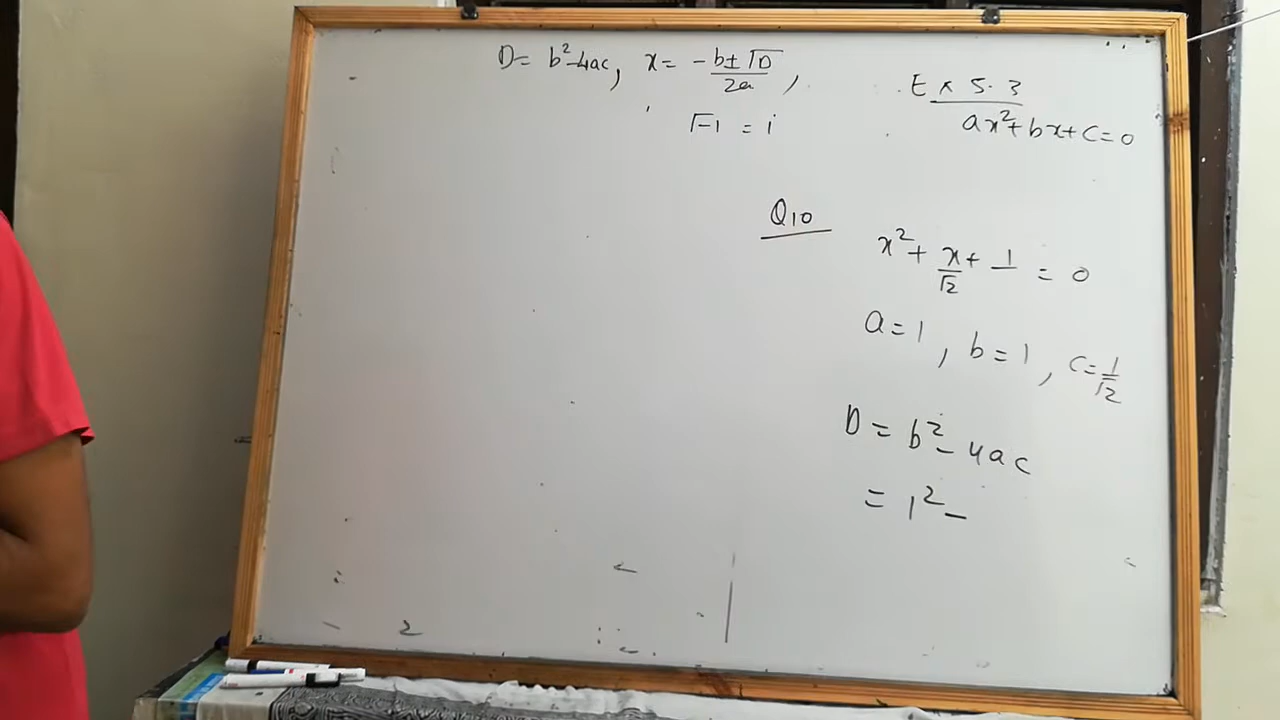 D = b²-4ac, x = -b±√D/2a,
√-1 = i
Ex 5.3
ax²+bx+c=0
Q10
x² + x/√2 + 1 = 0
a=1, b=1, c=1/√2
D = b²-4ac
= 1² -
2